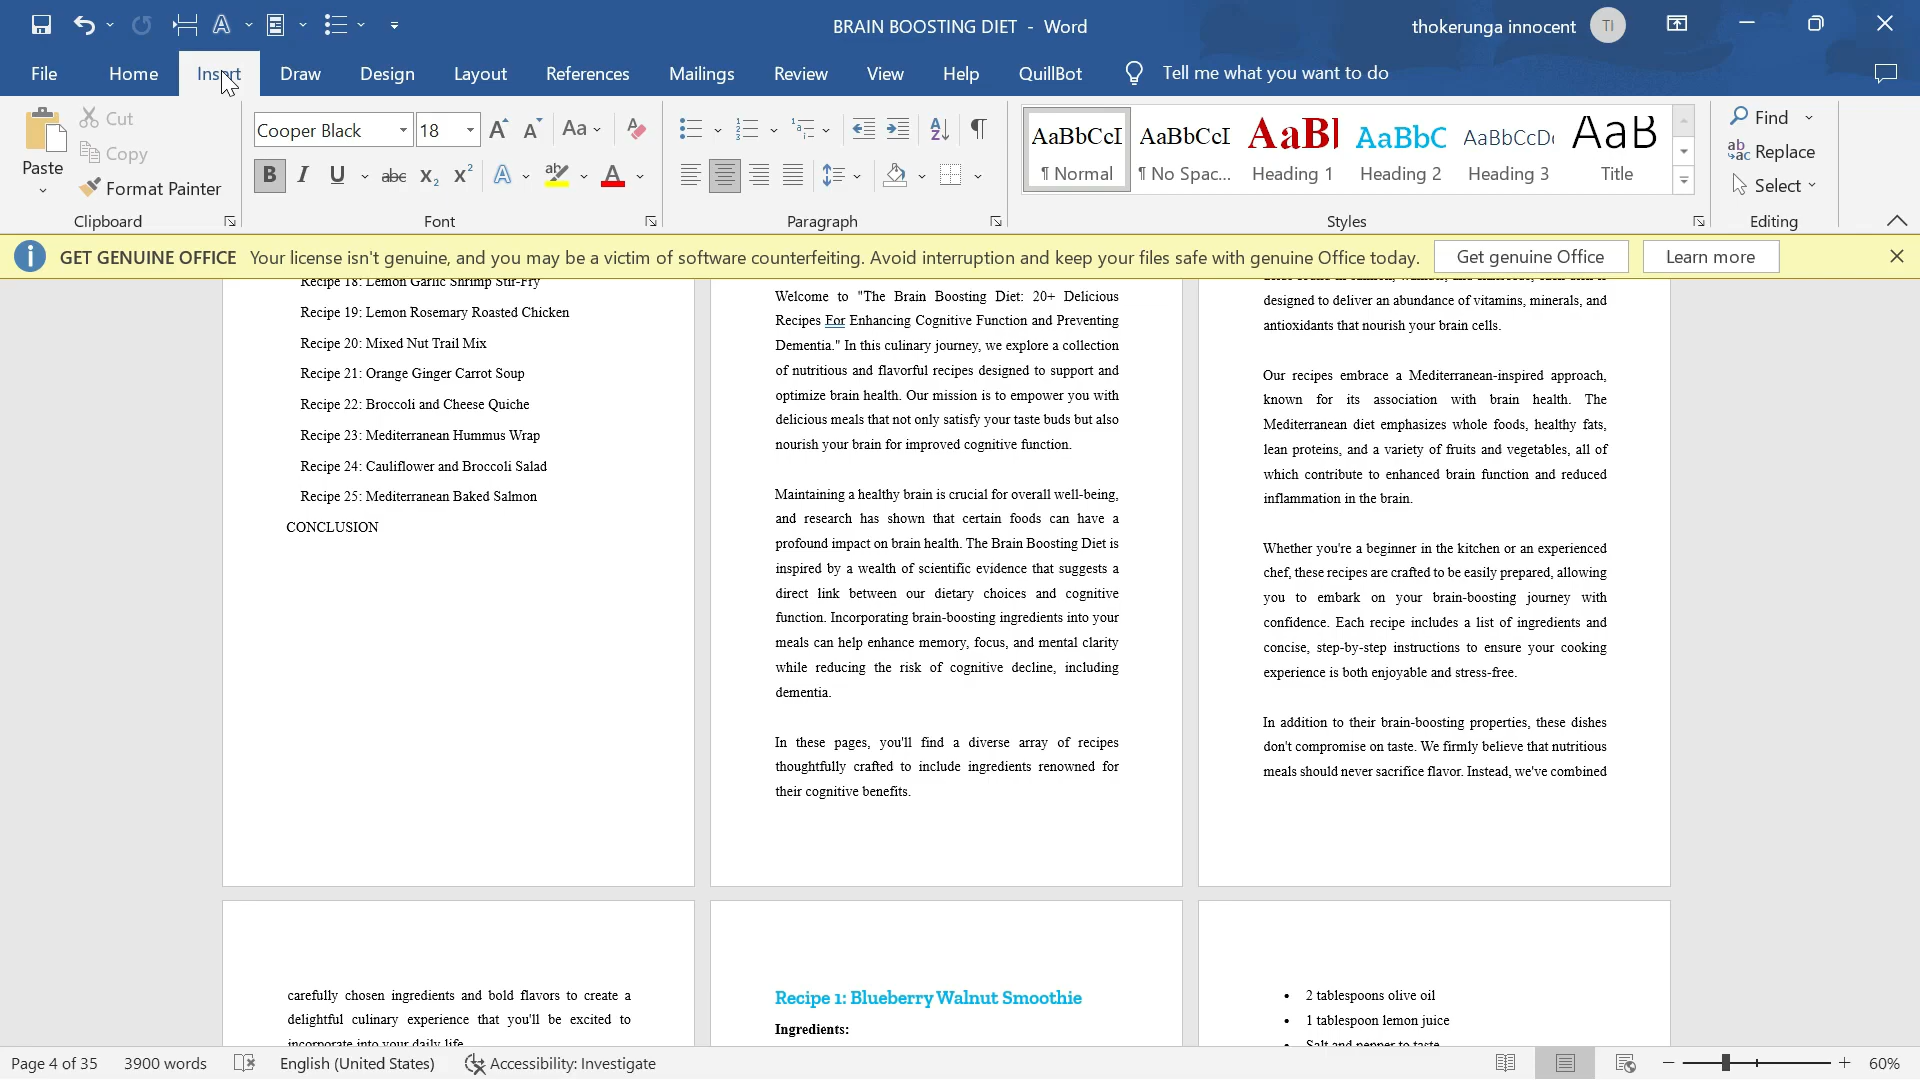 BRAIN BOOSTING DIET - Word
thokerunga innocent TI
File Home Insert Draw Design Layout References Mailings Review View Help QuillBot Tell me what you want to do
Paste
Cut
Copy
Format Painter
Clipboard
Cooper Black 18
Font
Paragraph
AaBbCcI AaBbCcI AaBl AaBbC AaBbCcD AaB
¶ Normal ¶ No Spac... Heading 1 Heading 2 Heading 3 Title
Styles
Find
Replace
Select
Editing
GET GENUINE OFFICE Your license isn't genuine, and you may be a victim of software counterfeiting. Avoid interruption and keep your files safe with genuine Office today. Get genuine Office Learn more
Recipe 18: Lemon Garlic Shrimp Stir-Fry
Recipe 19: Lemon Rosemary Roasted Chicken
Recipe 20: Mixed Nut Trail Mix
Recipe 21: Orange Ginger Carrot Soup
Recipe 22: Broccoli and Cheese Quiche
Recipe 23: Mediterranean Hummus Wrap
Recipe 24: Cauliflower and Broccoli Salad
Recipe 25: Mediterranean Baked Salmon
CONCLUSION
Welcome to "The Brain Boosting Diet: 20+ Delicious
Recipes For Enhancing Cognitive Function and Preventing
Dementia." In this culinary journey, we explore a collection
of nutritious and flavorful recipes designed to support and
optimize brain health. Our mission is to empower you with
delicious meals that not only satisfy your taste buds but also
nourish your brain for improved cognitive function.
Maintaining a healthy brain is crucial for overall well-being,
and research has shown that certain foods can have a
profound impact on brain health. The Brain Boosting Diet is
inspired by a wealth of scientific evidence that suggests a
direct link between our dietary choices and cognitive
function. Incorporating brain-boosting ingredients into your
meals can help enhance memory, focus, and mental clarity
while reducing the risk of cognitive decline, including
dementia.
In these pages, you'll find a diverse array of recipes
thoughtfully crafted to include ingredients renowned for
their cognitive benefits.
designed to deliver an abundance of vitamins, minerals, and
antioxidants that nourish your brain cells.
Our recipes embrace a Mediterranean-inspired approach,
known for its association with brain health. The
Mediterranean diet emphasizes whole foods, healthy fats,
lean proteins, and a variety of fruits and vegetables, all of
which contribute to enhanced brain function and reduced
inflammation in the brain.
Whether you're a beginner in the kitchen or an experienced
chef, these recipes are crafted to be easily prepared, allowing
you to embark on your brain-boosting journey with
confidence. Each recipe includes a list of ingredients and
concise, step-by-step instructions to ensure your cooking
experience is both enjoyable and stress-free.
In addition to their brain-boosting properties, these dishes
don't compromise on taste. We firmly believe that nutritious
meals should never sacrifice flavor. Instead, we've combined
carefully chosen ingredients and bold flavors to create a
delightful culinary experience that you'll be excited to
incorporate into your daily life.
Recipe 1: Blueberry Walnut Smoothie
Ingredients:
• 2 tablespoons olive oil
• 1 tablespoon lemon juice
• Salt and pepper to taste
Page 4 of 35 3900 words English (United States) Accessibility: Investigate 60%